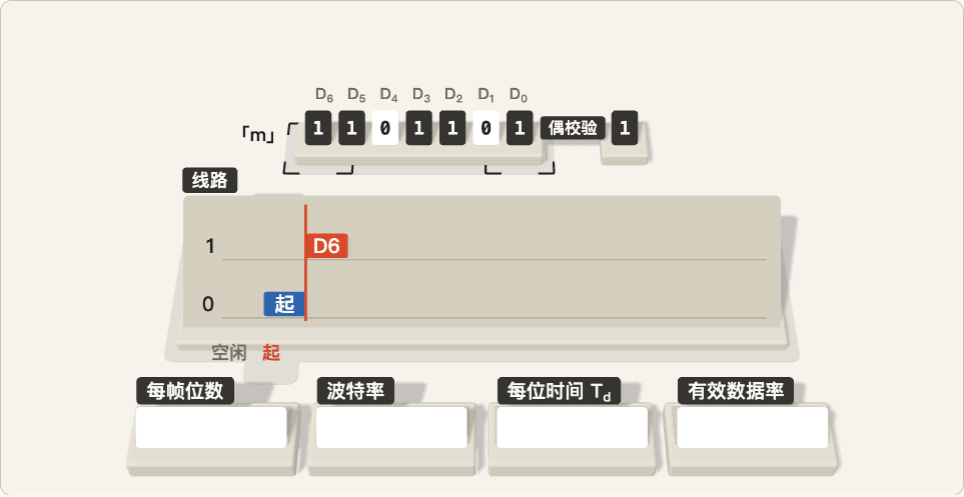 D₆ D₅ D₄ D₃ D₂ D₁ D₀
「m」 1 1 0 1 1 0 1 偶校验 1
线路
1 D6
0 起
空闲 起
每帧位数 波特率 每位时间 T_d 有效数据率